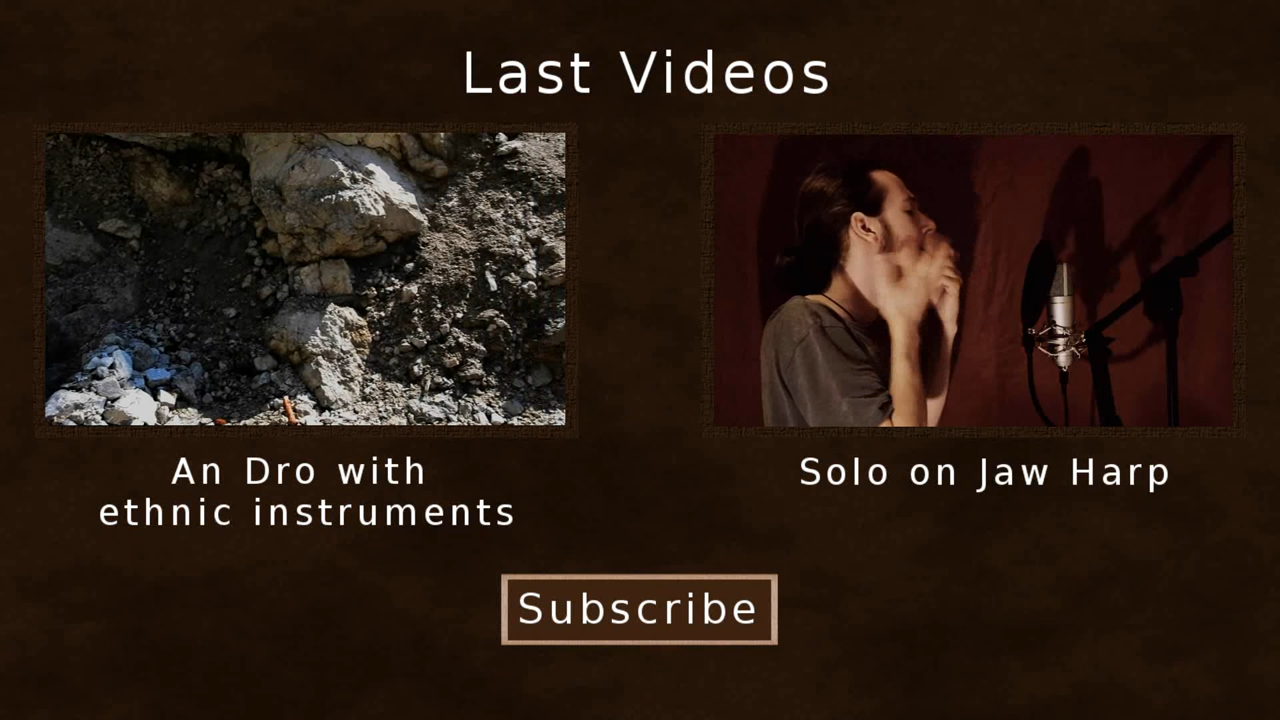 Last Videos
An Dro with
ethnic instruments
Solo on Jaw Harp
Subscribe